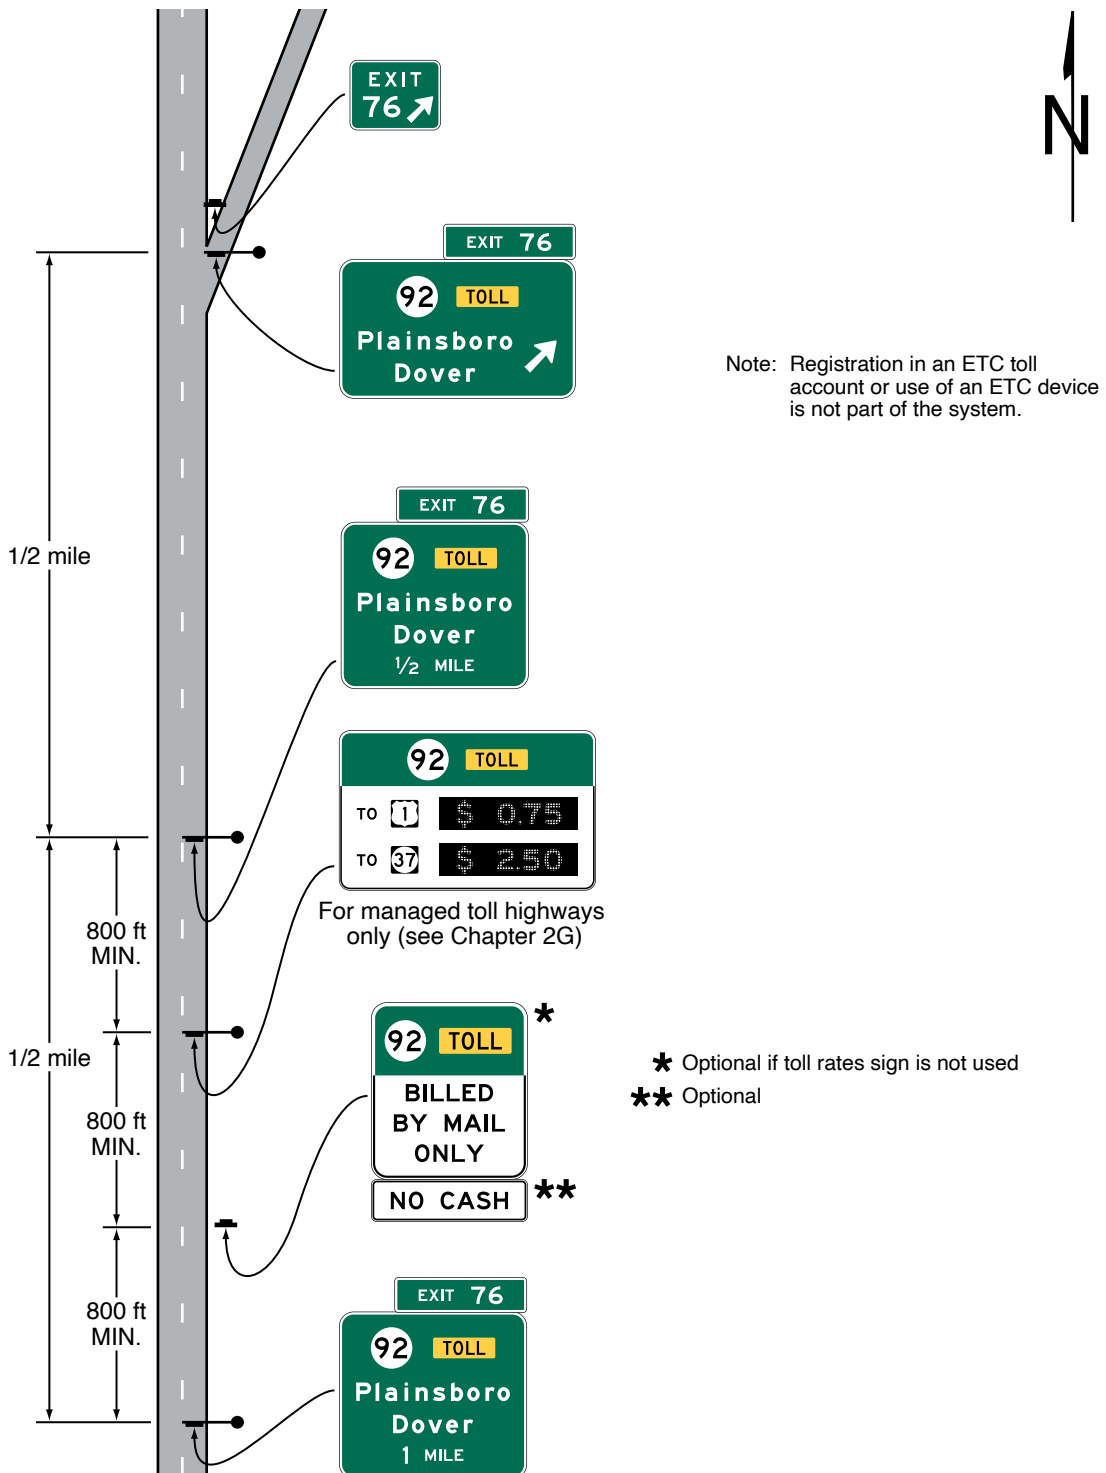 EXIT
76
N
EXIT 76
92 TOLL
Plainsboro
Dover
Note: Registration in an ETC toll
account or use of an ETC device
is not part of the system.
1/2 mile
EXIT 76
92 TOLL
Plainsboro
Dover
1/2 MILE
92 TOLL
TO 1 $ 0.75
TO 37 $ 2.50
For managed toll highways
only (see Chapter 2G)
800 ft
MIN.
1/2 mile
800 ft
MIN.
92 TOLL *
BILLED
BY MAIL
ONLY
NO CASH **
* Optional if toll rates sign is not used
** Optional
800 ft
MIN.
EXIT 76
92 TOLL
Plainsboro
Dover
1 MILE